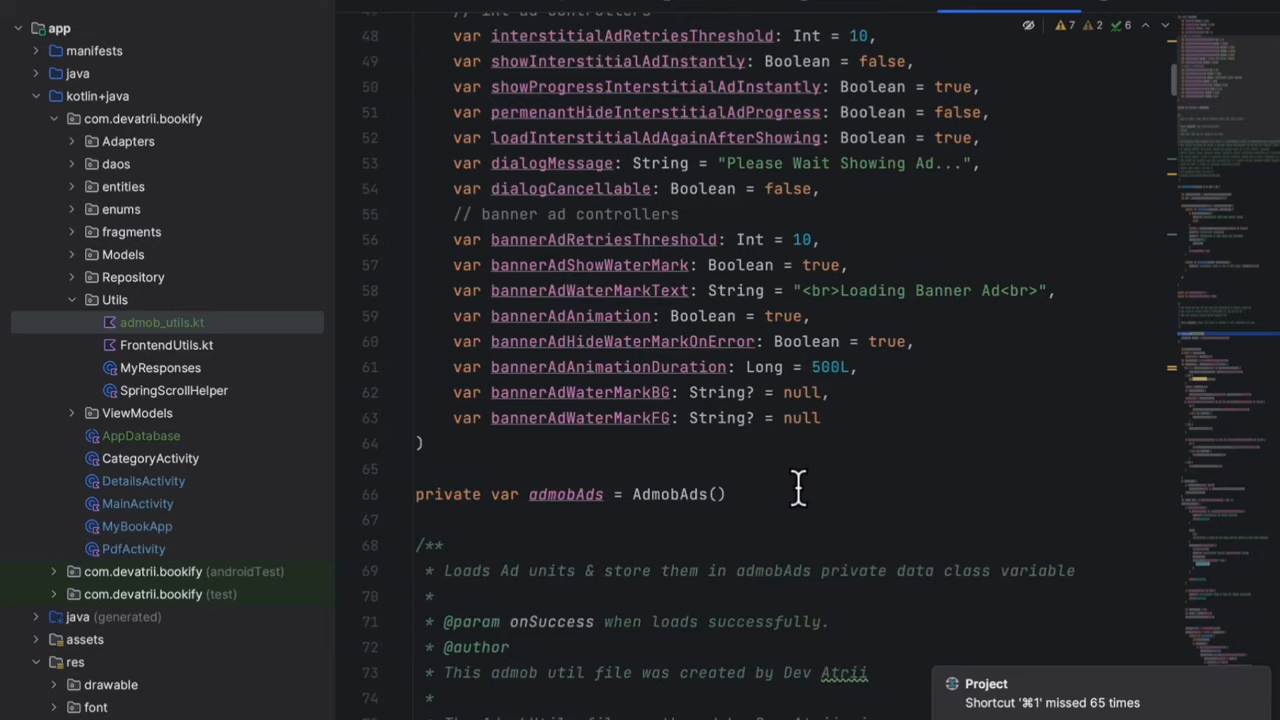 app
manifests
java
kotlin+java
com.devatrii.bookify
Adapters
daos
entities
enums
fragments
Models
Repository
Utils
admob_utils.kt
FrontendUtils.kt
MyResponses
SpringScrollHelper
ViewModels
AppDatabase
CategoryActivity
DetailsActivity
MainActivity
MyBookApp
PdfActivity
com.devatrii.bookify (androidTest)
com.devatrii.bookify (test)
java (generated)
assets
res
drawable
font
7 2 6
// int ad controllers
48 var interstitialAdRetriesThreshold: Int = 10,
49 var showInterstitialAdInstantly: Boolean = false,
50 var showProgressInterstitialAdInstantly: Boolean = true,
51 var permenantHideInterstitialAdProgress: Boolean = false,
52 var loadInterstitialAdAgainAfterShowing: Boolean = true,
53 var dialogMessage: String = "Please Wait Showing Ad...",
54 var dialogCancellable: Boolean = false,
55 // banner ad controllers
56 var bannerAdRetriesThreshold: Int = 10,
57 var bannerAdShowWaterMark: Boolean = true,
58 var bannerAdWaterMarkText: String = "<br>Loading Banner Ad<br>",
59 var bannerAdAnimation: Boolean = true,
60 var bannerAdHideWaterMarkOnError: Boolean = true,
61 var bannerAdAnimationDuration: Long = 500L,
62 var bannerAdWaterMarkBG: String? = null,
63 var bannerAdWaterMarkFG: String? = null
64 )
65
66 private var admobAds = AdmobAds()
67
68 /**
69 * Loads ad units & store them in admobAds private data class variable
70 *
71 * @param onSuccess when loads successfully.
72 * @author
73 * This admob util file was created by Dev Atrii
74 *
Project
Shortcut '⌘1' missed 65 times